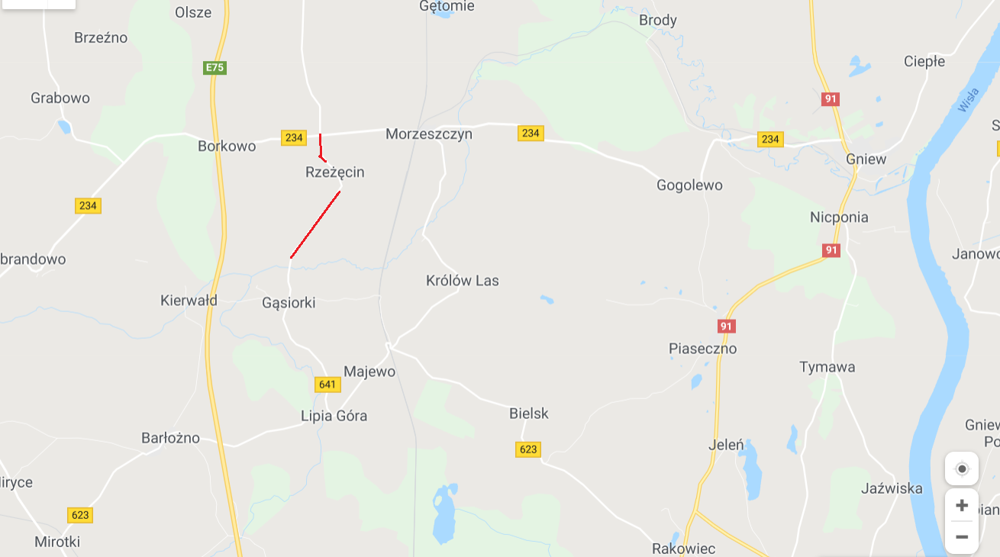 Gętomie
Olsze
Brody
Brzeźno
Ciepłe
E75
Grabowo
91
Wisła
Morzeszczyn
234
234
234
Borkowo
Gniew
Rzeżęcin
Gogolewo
234
Nicponia
91
brandowo
Janowo
Królów Las
Kierwałd
Gąsiorki
91
Piaseczno
Tymawa
Majewo
641
Bielsk
Lipia Góra
Gniew
Po
Barłożno
Jeleń
623
iryce
Jaźwiska
ian
623
Mirotki
Rakowiec